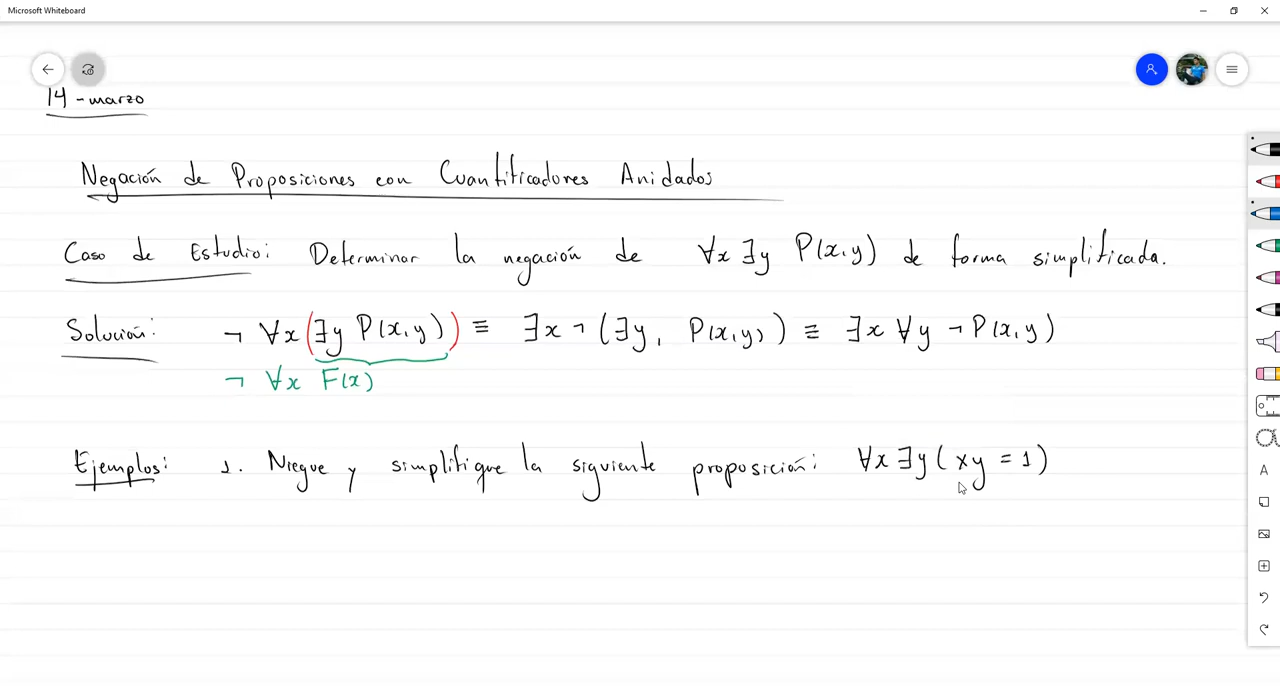 Microsoft Whiteboard
14 - marzo
Negación de Proposiciones con Cuantificadores Anidados
Caso de Estudio: Determinar la negación de ∀x ∃y P(x,y) de forma simplificada.
Solución: ¬ ∀x (∃y P(x,y)) ≡ ∃x ¬ (∃y, P(x,y)) ≡ ∃x ∀y ¬ P(x,y)
¬ ∀x F(x)
Ejemplos: 1. Niegue y simplifique la siguiente proposición: ∀x ∃y (xy = 1)
A